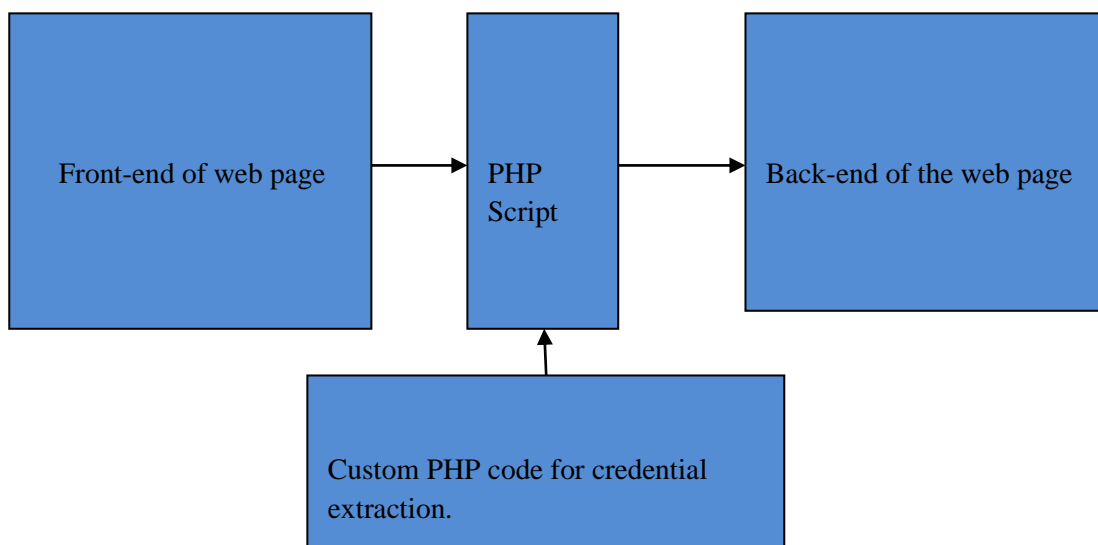 Front-end of web page
PHP
Script
Back-end of the web page
Custom PHP code for credential
extraction.